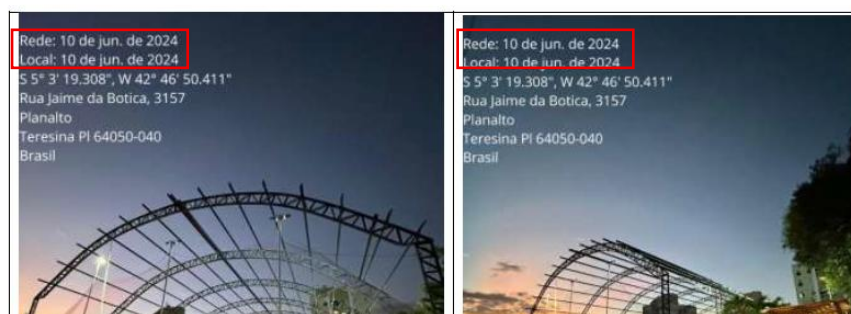 Rede: 10 de jun. de 2024
Local: 10 de jun. de 2024
S 5° 3' 19.308", W 42° 46' 50.411"
Rua Jaime da Botica, 3157
Planalto
Teresina PI 64050-040
Brasil
Rede: 10 de jun. de 2024
Local: 10 de jun. de 2024
S 5° 3' 19.308", W 42° 46' 50.411"
Rua Jaime da Botica, 3157
Planalto
Teresina PI 64050-040
Brasil